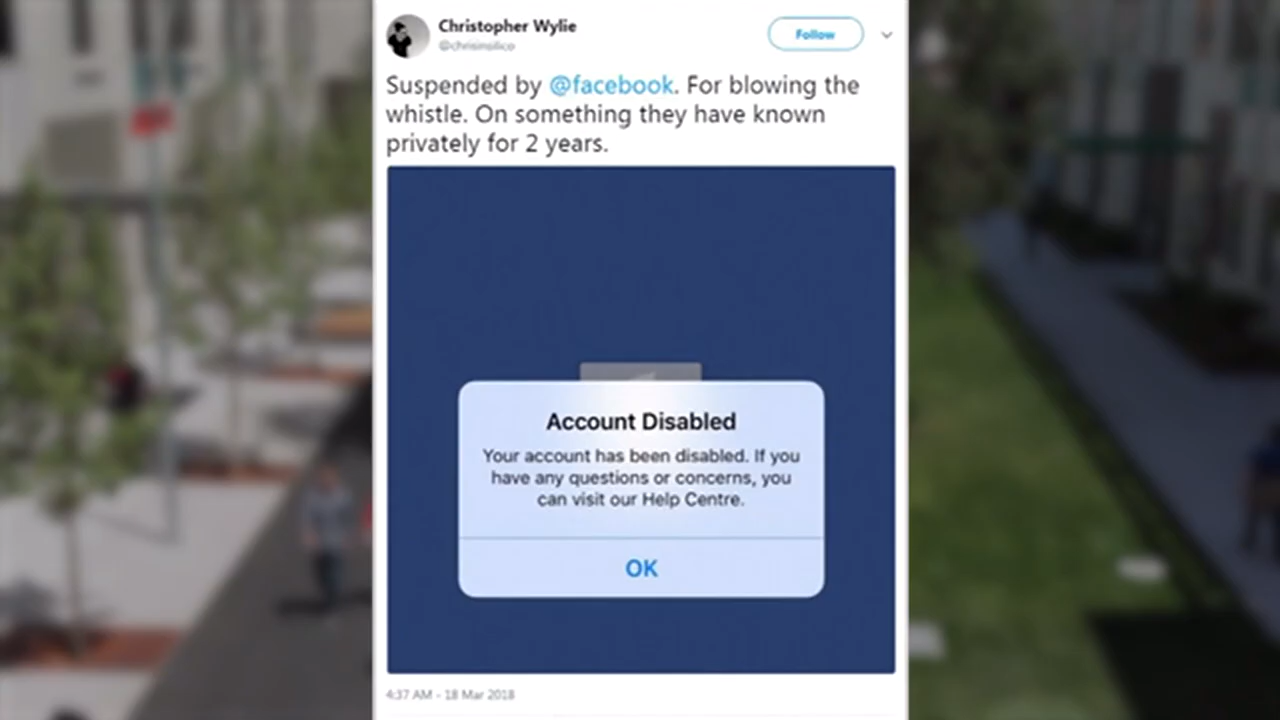 Christopher Wylie
@chrisinsilico
Follow
Suspended by @facebook. For blowing the
whistle. On something they have known
privately for 2 years.
Account Disabled
Your account has been disabled. If you
have any questions or concerns, you
can visit our Help Centre.
OK
4:37 AM - 18 Mar 2018